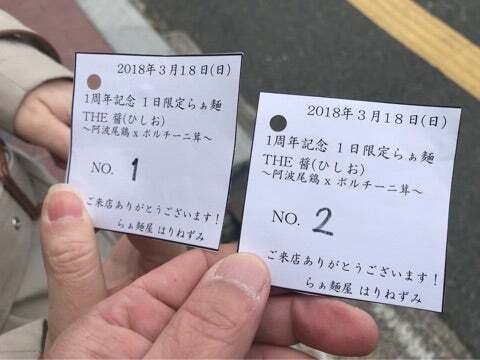 2018年3月18日(日)
1周年記念 1日限定らぁ麺
THE 醤(ひしお)
～阿波尾鶏 x ポルチーニ茸～
NO. 1
ご来店ありがとうございます!
らぁ麺屋 はりねずみ
2018年3月18日(日)
1周年記念 1日限定らぁ麺
THE 醤(ひしお)
～阿波尾鶏 x ポルチーニ茸～
NO. 2
ご来店ありがとうございます!
らぁ麺屋 はりねずみ